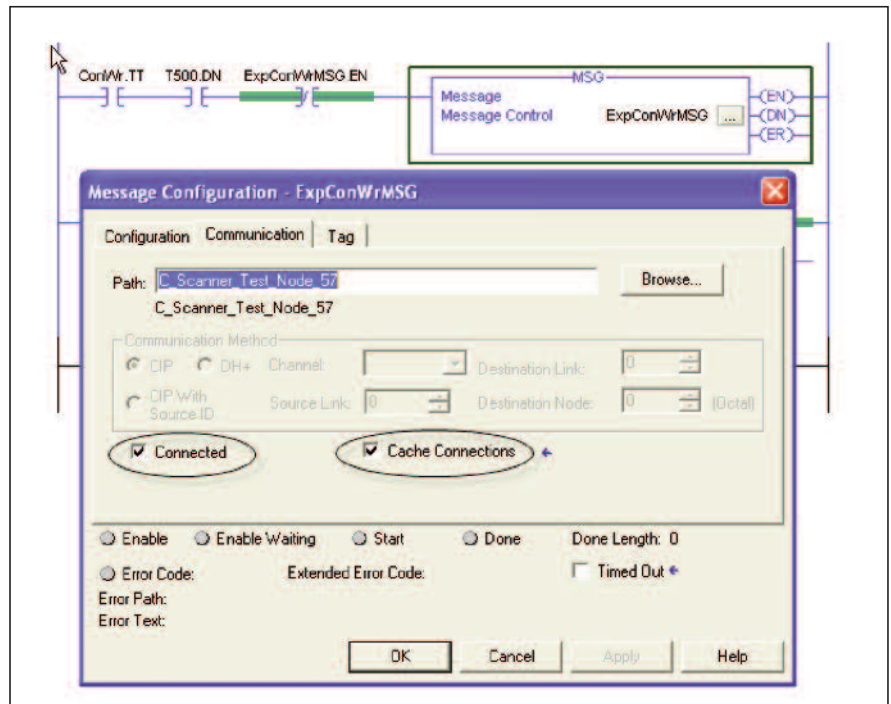 ConWr.TT T500.DN ExpConWrMSG.EN
MSG
Message
Message Control ExpConWrMSG ...
(EN)
(DN)
(ER)
Message Configuration - ExpConWrMSG
Configuration Communication Tag
Path: C_Scanner_Test_Node_57 Browse...
C_Scanner_Test_Node_57
Communication Method
CIP DH+ Channel: Destination Link: 0
CIP With Source ID Source Link: 0 Destination Node: 0 (Octal)
Connected Cache Connections
Enable Enable Waiting Start Done Done Length: 0
Error Code: Extended Error Code: Timed Out
Error Path:
Error Text:
OK Cancel Apply Help